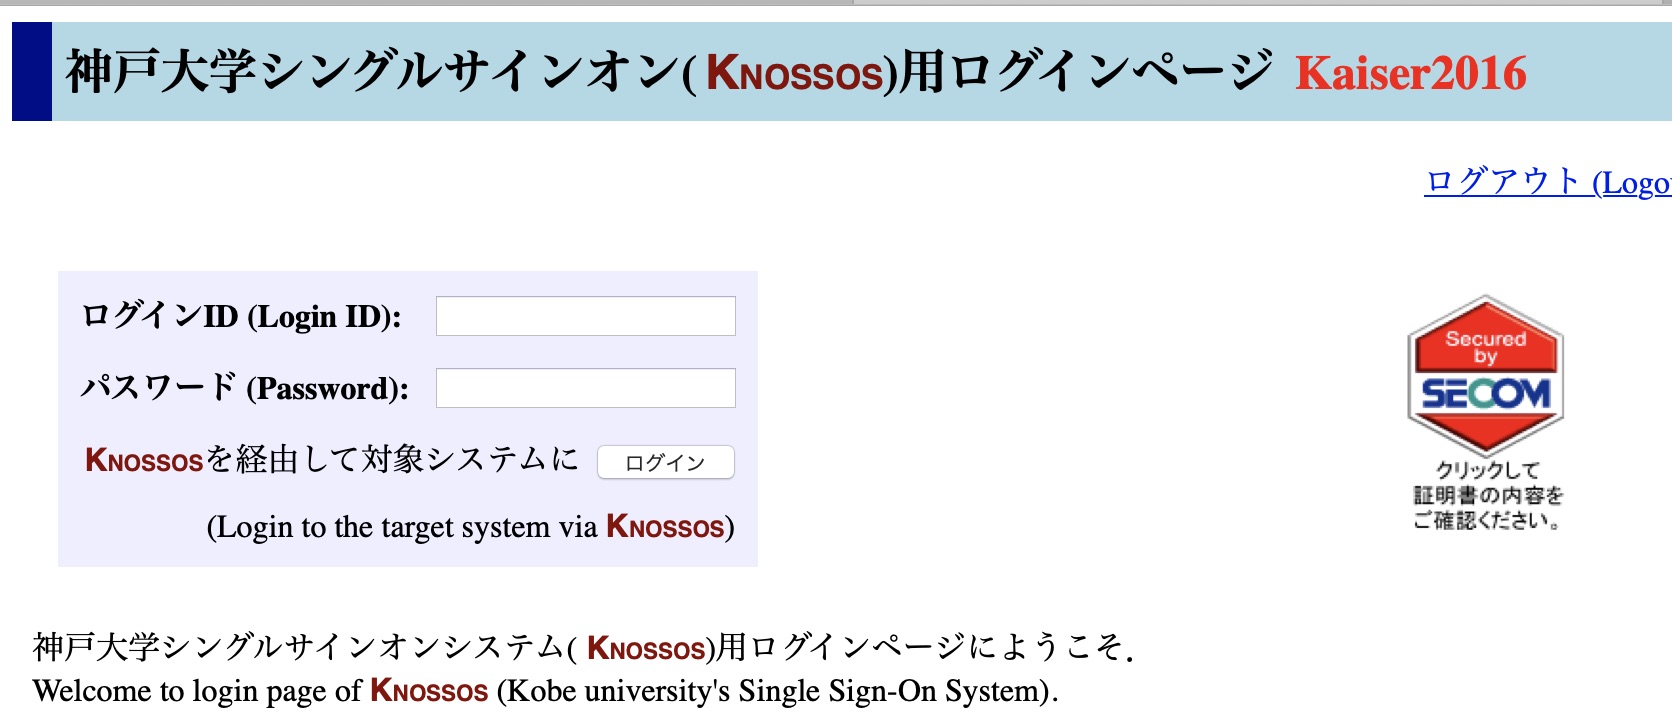 神戸大学シングルサインオン( KNOSSOS)用ログインページ Kaiser2016
ログアウト (Logo
ログインID (Login ID):
パスワード (Password):
KNOSSOSを経由して対象システムに ログイン
(Login to the target system via KNOSSOS)
Secured
by
SECOM
クリックして
証明書の内容を
ご確認ください。
神戸大学シングルサインオンシステム( KNOSSOS)用ログインページにようこそ．
Welcome to login page of KNOSSOS (Kobe university's Single Sign-On System).